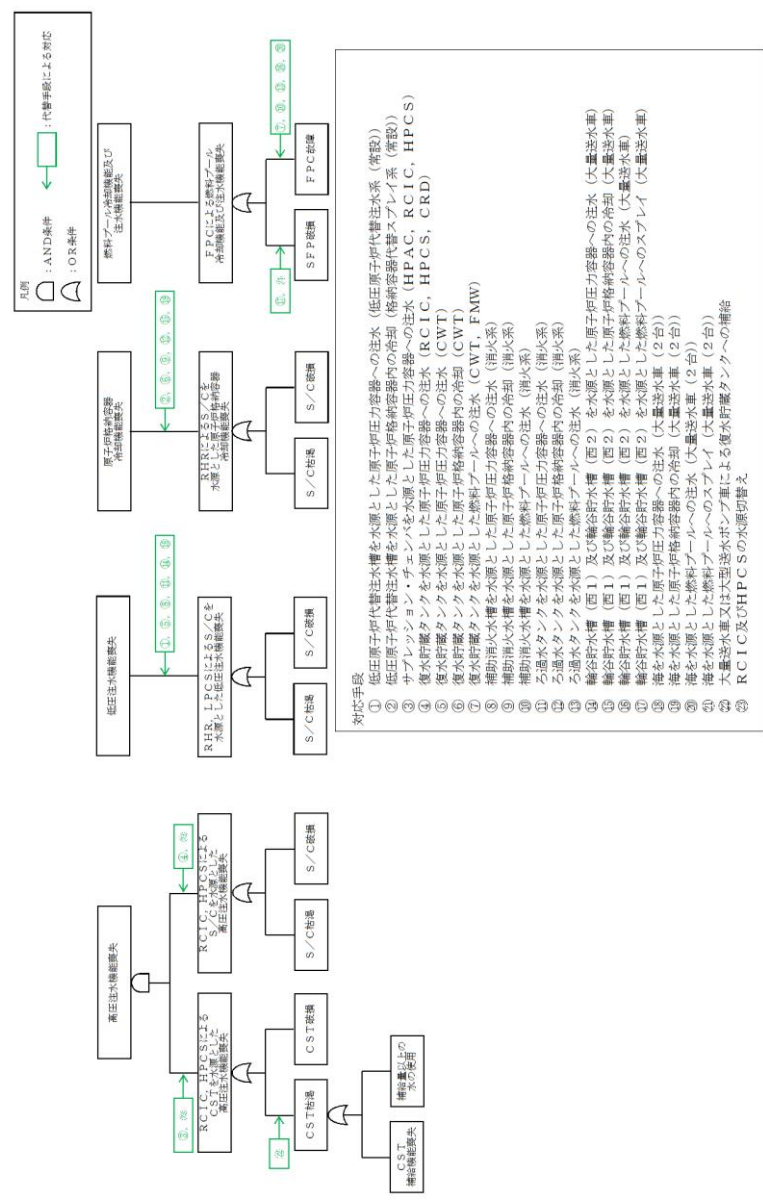 凡例
：AND条件
：OR条件
：代替手段による対応
高圧注水機能喪失
③，㉓
④，㉓
RCIC，HPCSによる
CSTを水源とした
高圧注水機能喪失
RCIC，HPCSによる
S／Cを水源とした
高圧注水機能喪失
㉒
CST枯渇
CST破損
S／C枯渇
S／C破損
CST
補給機能喪失
補給量以上の
水の使用
低圧注水機能喪失
RHR，LPCSによるS／Cを
水源とした低圧注水機能喪失
S／C枯渇
S／C破損
原子炉格納容器
冷却機能喪失
RHRによるS／Cを
水源とした原子炉格納容器
冷却機能喪失
S／C枯渇
S／C破損
燃料プール冷却機能及び
注水機能喪失
FPCによる燃料プール
冷却機能及び注水機能喪失
SFP破損
FPC故障
対応手段
① 低圧原子炉代替注水槽を水源とした原子炉圧力容器への注水（低圧原子炉代替注水系（常設））
② 低圧原子炉代替注水槽を水源とした原子炉格納容器内の冷却（格納容器代替スプレイ系（常設））
③ サプレッション・チェンバを水源とした原子炉圧力容器への注水（HPAC，RCIC，HPCS）
④ 復水貯蔵タンクを水源とした原子炉圧力容器への注水（RCIC，HPCS，CRD）
⑤ 復水貯蔵タンクを水源とした原子炉圧力容器への注水（CWT）
⑥ 復水貯蔵タンクを水源とした原子炉格納容器内の冷却（CWT）
⑦ 復水貯蔵タンクを水源とした燃料プールへの注水（CWT，FMW）
⑧ 補助消火水槽を水源とした原子炉圧力容器への注水（消火系）
⑨ 補助消火水槽を水源とした原子炉格納容器内の冷却（消火系）
⑩ 補助消火水槽を水源とした燃料プールへの注水（消火系）
⑪ ろ過水タンクを水源とした原子炉圧力容器への注水（消火系）
⑫ ろ過水タンクを水源とした原子炉格納容器内の冷却（消火系）
⑬ ろ過水タンクを水源とした燃料プールへの注水（消火系）
⑭ 輪谷貯水槽（西１）及び輪谷貯水槽（西２）を水源とした原子炉圧力容器への注水（大量送水車）
⑮ 輪谷貯水槽（西１）及び輪谷貯水槽（西２）を水源とした原子炉格納容器内の冷却（大量送水車）
⑯ 輪谷貯水槽（西１）及び輪谷貯水槽（西２）を水源とした燃料プールへの注水（大量送水車）
⑰ 輪谷貯水槽（西１）及び輪谷貯水槽（西２）を水源とした燃料プールへのスプレイ（大量送水車）
⑱ 海を水源とした原子炉圧力容器への注水（大量送水車（２台））
⑲ 海を水源とした原子炉格納容器内の冷却（大量送水車（２台））
⑳ 海を水源とした燃料プールへの注水（大量送水車（２台））
㉑ 海を水源とした燃料プールへのスプレイ（大量送水車（２台））
㉒ 大量送水車又は大型送水ポンプ車による復水貯蔵タンクへの補給
㉓ RCIC及びHPCSの水源切替え